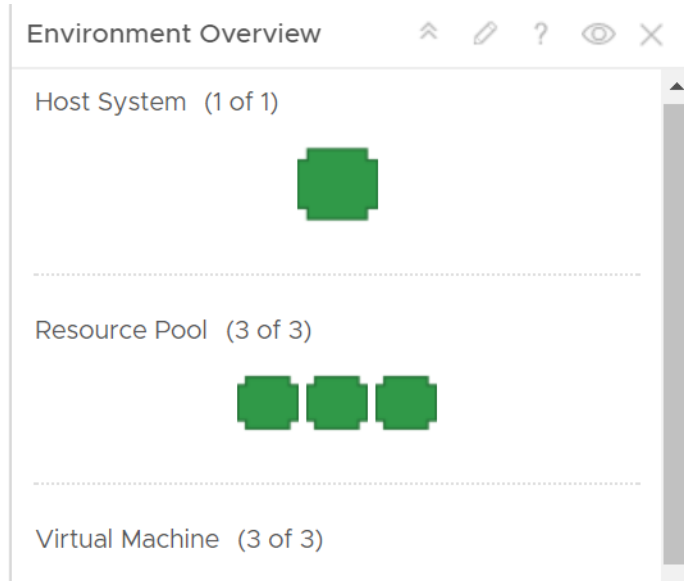 Environment Overview ?
Host System (1 of 1)
Resource Pool (3 of 3)
Virtual Machine (3 of 3)